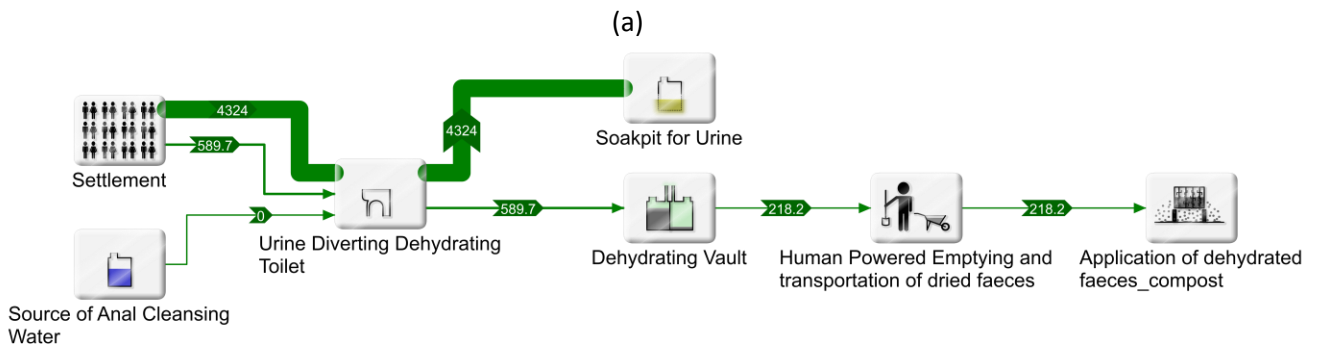 (a)
4324
589.7
Settlement
0
Source of Anal Cleansing
Water
Urine Diverting Dehydrating
Toilet
4324
Soakpit for Urine
589.7
Dehydrating Vault
218.2
Human Powered Emptying and
transportation of dried faeces
218.2
Application of dehydrated
faeces_compost